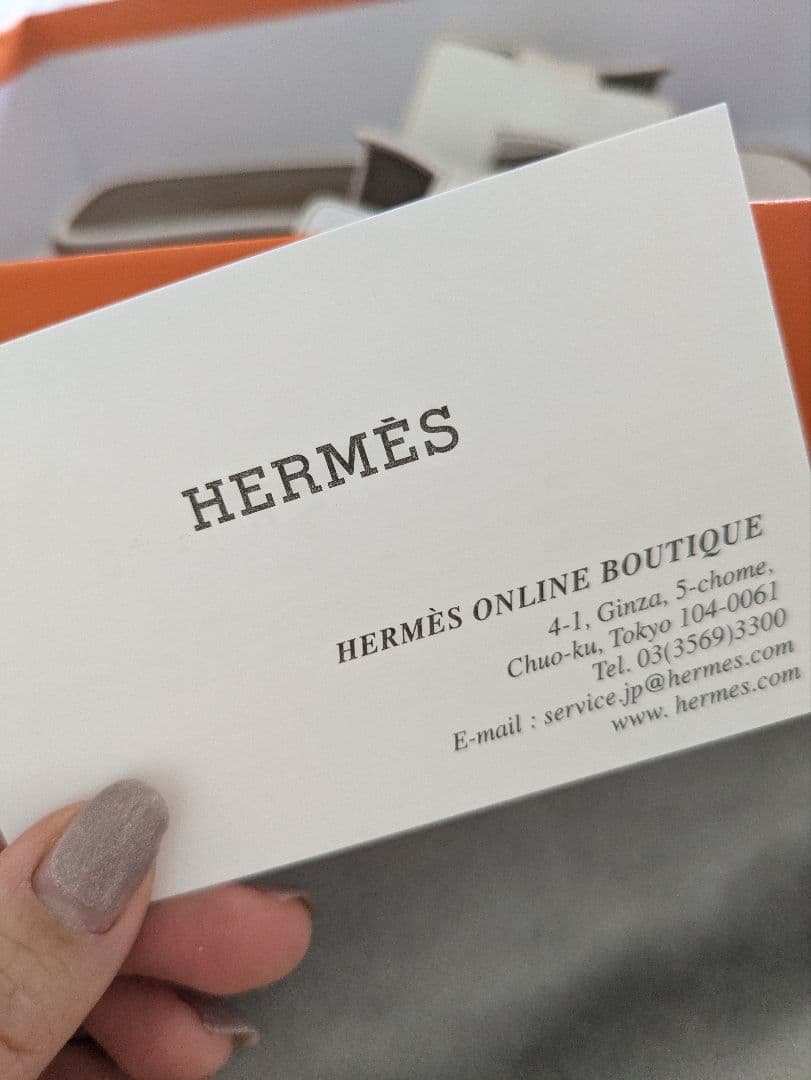 HERMÈS
HERMÈS ONLINE BOUTIQUE
4-1, Ginza, 5-chome,
Chuo-ku, Tokyo 104-0061
Tel. 03(3569)3300
E-mail : service.jp@hermes.com
www. hermes.com